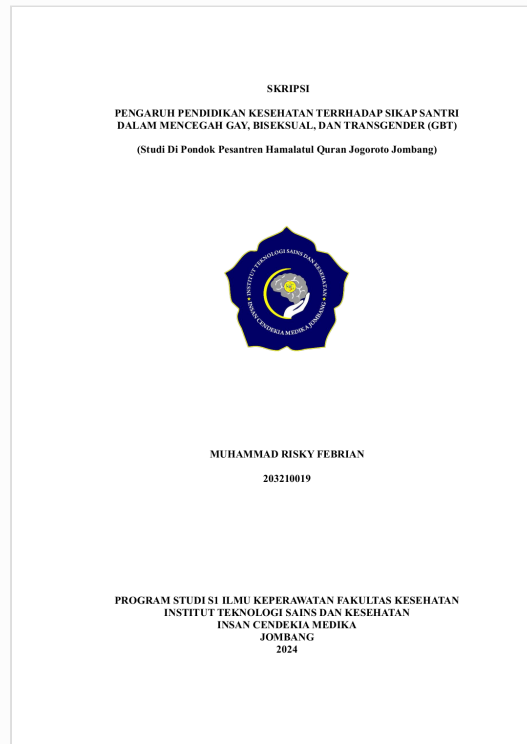 SKRIPSI
PENGARUH PENDIDIKAN KESEHATAN TERRHADAP SIKAP SANTRI
DALAM MENCEGAH GAY, BISEKSUAL, DAN TRANSGENDER (GBT)
(Studi Di Pondok Pesantren Hamalatul Quran Jogoroto Jombang)
INSTITUT TEKNOLOGI SAINS DAN KESEHATAN
INSAN CENDEKIA MEDIKA JOMBANG
MUHAMMAD RISKY FEBRIAN
203210019
PROGRAM STUDI S1 ILMU KEPERAWATAN FAKULTAS KESEHATAN
INSTITUT TEKNOLOGI SAINS DAN KESEHATAN
INSAN CENDEKIA MEDIKA
JOMBANG
2024